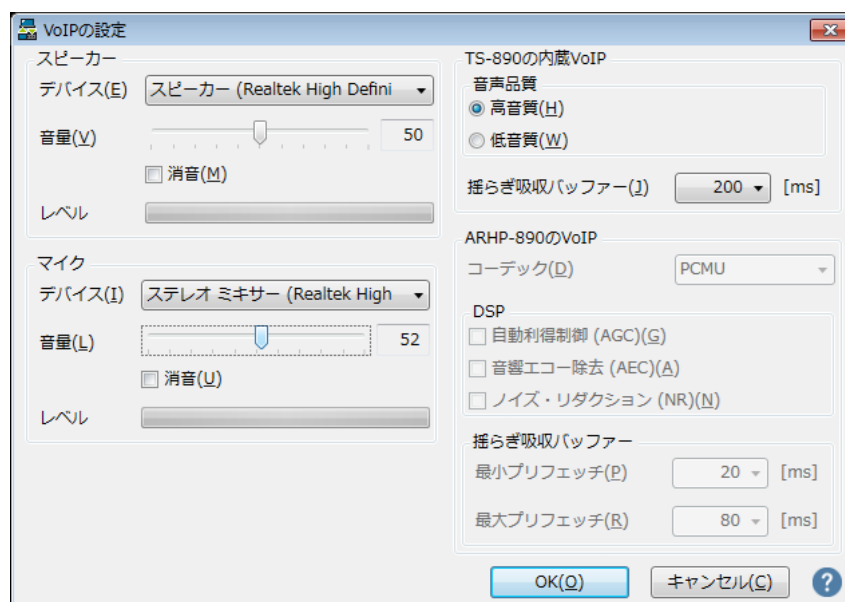 VoIPの設定
スピーカー
デバイス(E) スピーカー (Realtek High Defini
音量(V) 50
消音(M)
レベル
マイク
デバイス(I) ステレオ ミキサー (Realtek High
音量(L) 52
消音(U)
レベル
TS-890の内蔵VoIP
音声品質
高音質(H)
低音質(W)
揺らぎ吸収バッファー(J) 200 [ms]
ARHP-890のVoIP
コーデック(D) PCMU
DSP
自動利得制御 (AGC)(G)
音響エコー除去 (AEC)(A)
ノイズ・リダクション (NR)(N)
揺らぎ吸収バッファー
最小プリフェッチ(P) 20 [ms]
最大プリフェッチ(R) 80 [ms]
OK(O) キャンセル(C) ?